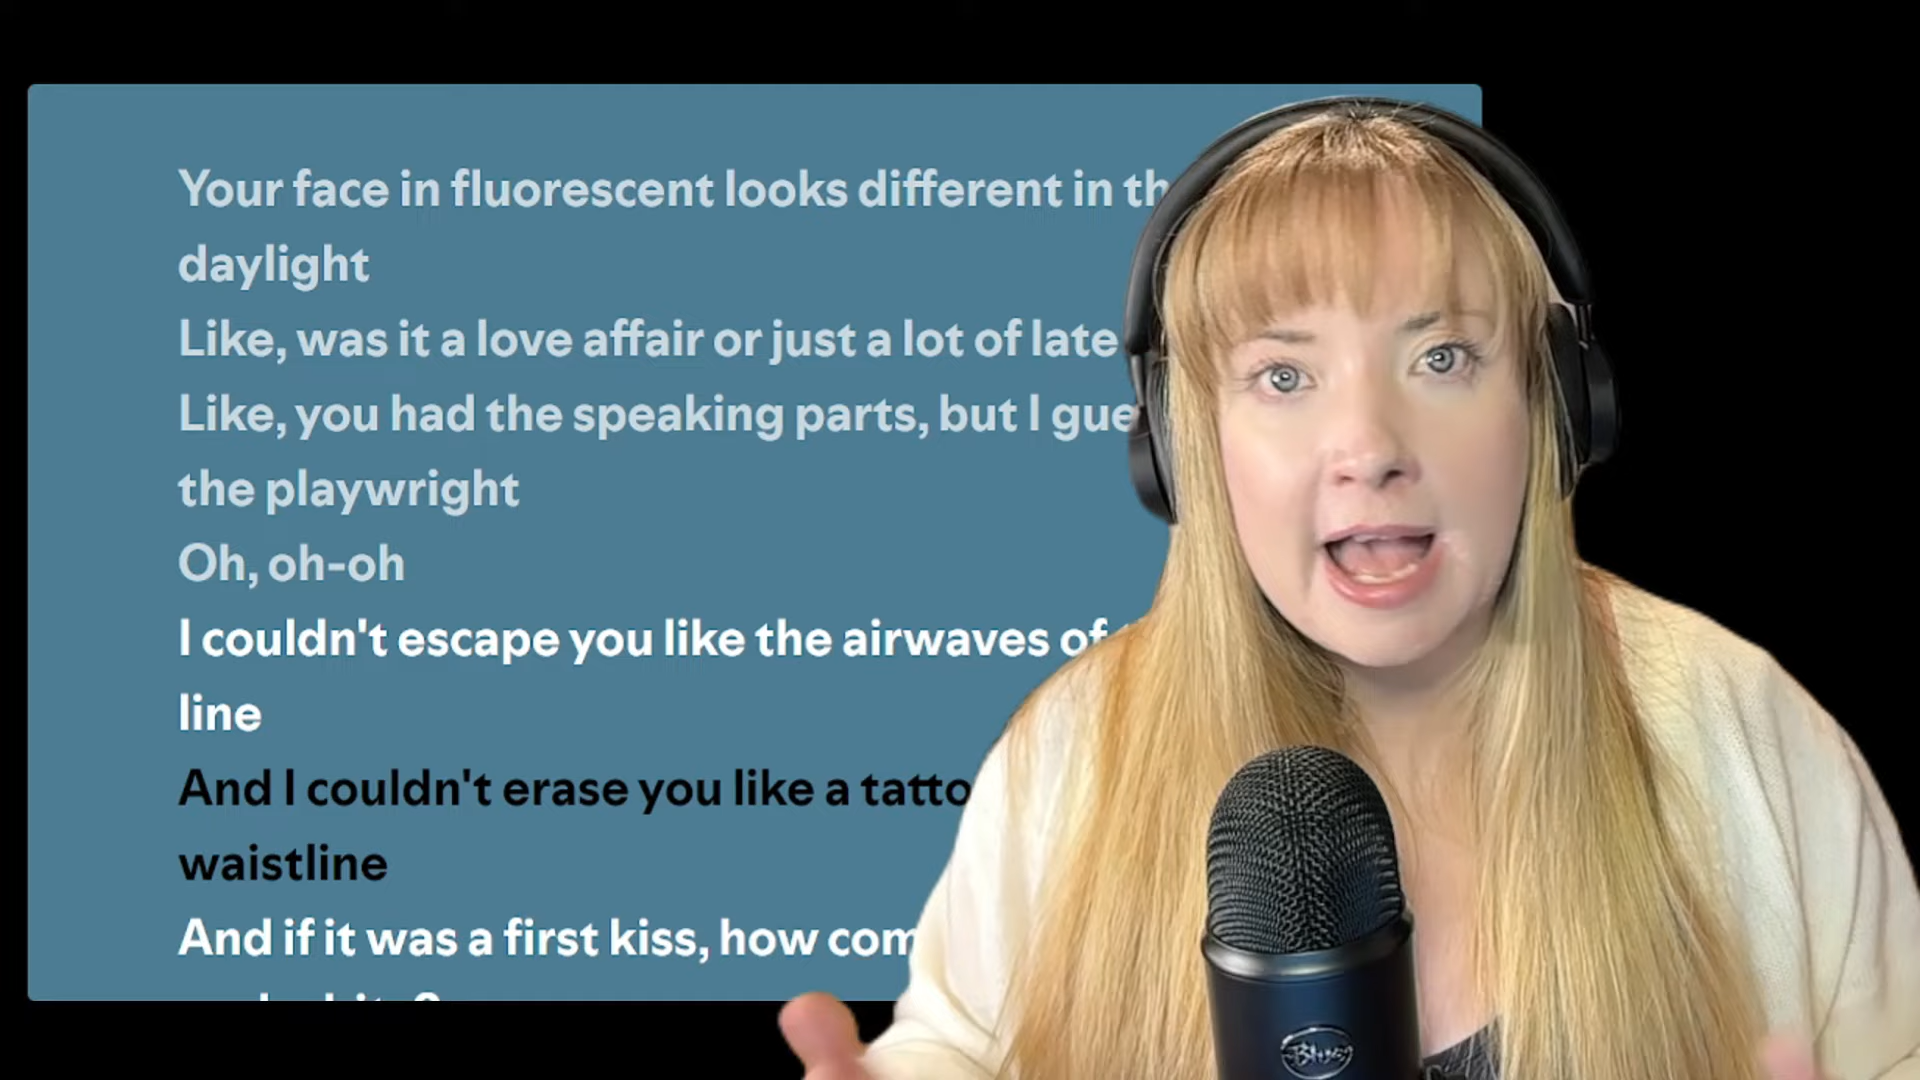 Your face in fluorescent looks different in th
daylight
Like, was it a love affair or just a lot of late
Like, you had the speaking parts, but I gue
the playwright
Oh, oh-oh
I couldn't escape you like the airwaves of
line
And I couldn't erase you like a tatto
waistline
And if it was a first kiss, how com
Blue